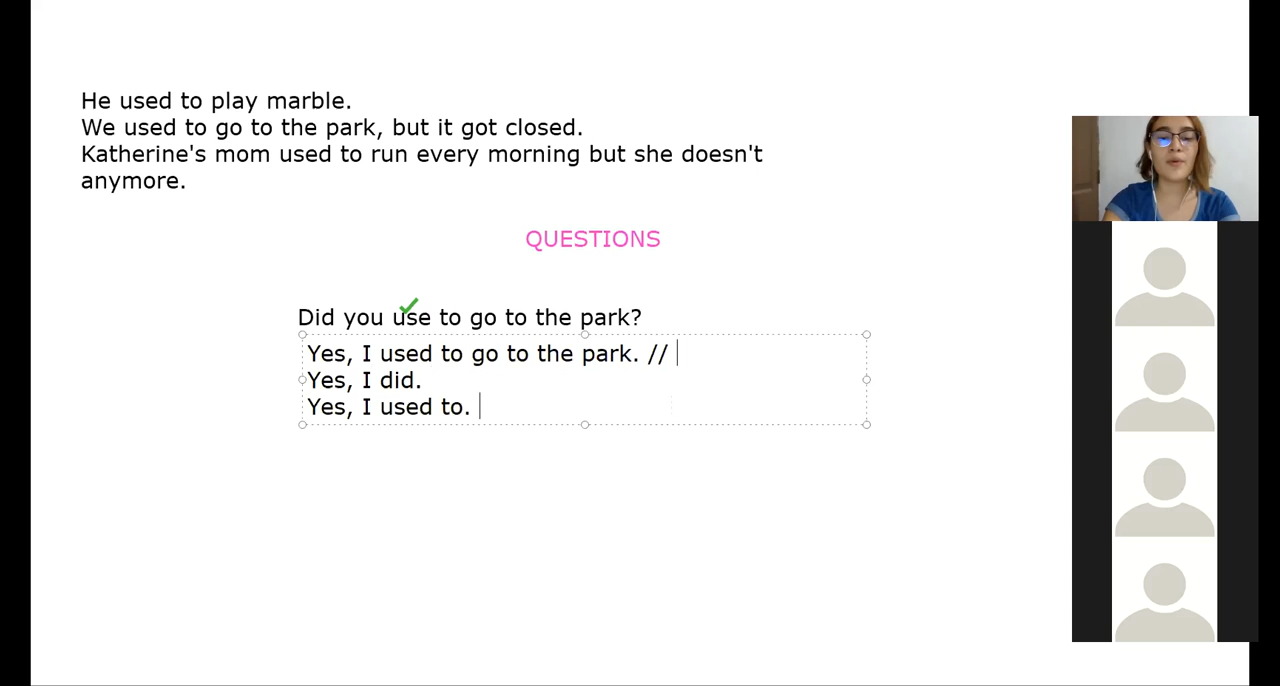 He used to play marble.
We used to go to the park, but it got closed.
Katherine's mom used to run every morning but she doesn't
anymore.
QUESTIONS
Did you use to go to the park?
Yes, I used to go to the park. //
Yes, I did.
Yes, I used to.